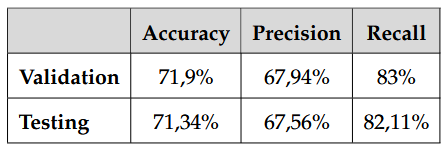 Accuracy Precision Recall
Validation 71,9% 67,94% 83%
Testing 71,34% 67,56% 82,11%